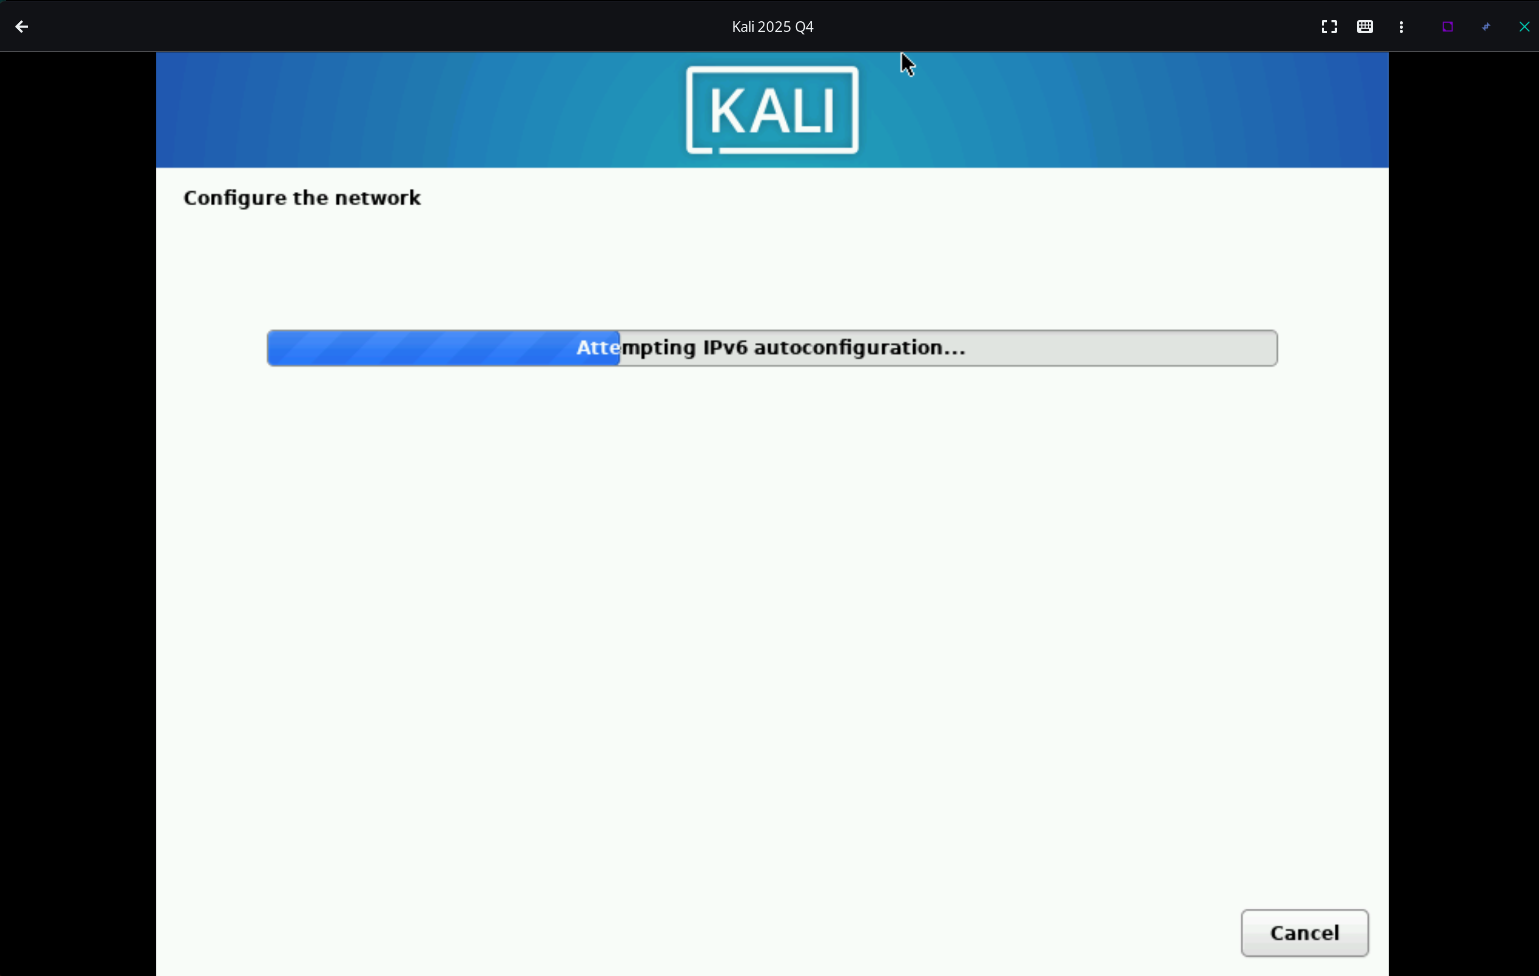 Kali 2025 Q4
KALI
Configure the network
Attempting IPv6 autoconfiguration...
Cancel